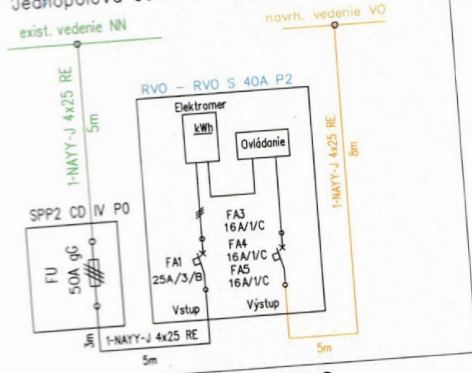 Jednopólová
exist. vedenie NN
navrh. vedenie VO
1-NAYY-J 4x25 RE
5m
RVO - RVO S 40A P2
Elektromer
kWh
Ovládanie
1-NAYY-J 4x25 RE
8m
SPP2 CD IV P0
FU
50A gG
FA1
25A/3/B
FA3
16A/1/C
FA4
16A/1/C
FA5
16A/1/C
Vstup
Výstup
3m
1-NAYY-J 4x25 RE
5m
5m